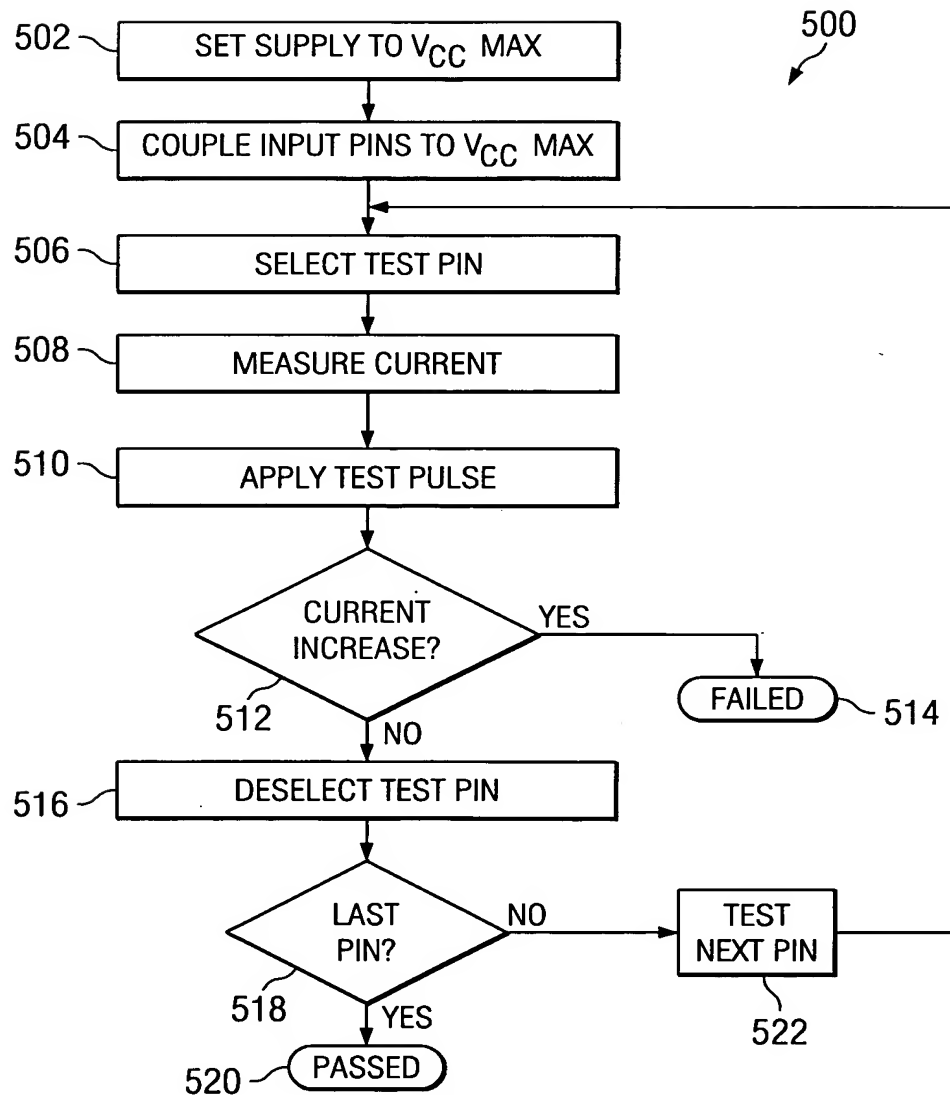 500
502
SET SUPPLY TO VCC MAX
504
COUPLE INPUT PINS TO VCC MAX
506
SELECT TEST PIN
508
MEASURE CURRENT
510
APPLY TEST PULSE
CURRENT
INCREASE?
512
YES
FAILED
514
NO
516
DESELECT TEST PIN
LAST
PIN?
518
NO
TEST
NEXT PIN
522
YES
520
PASSED